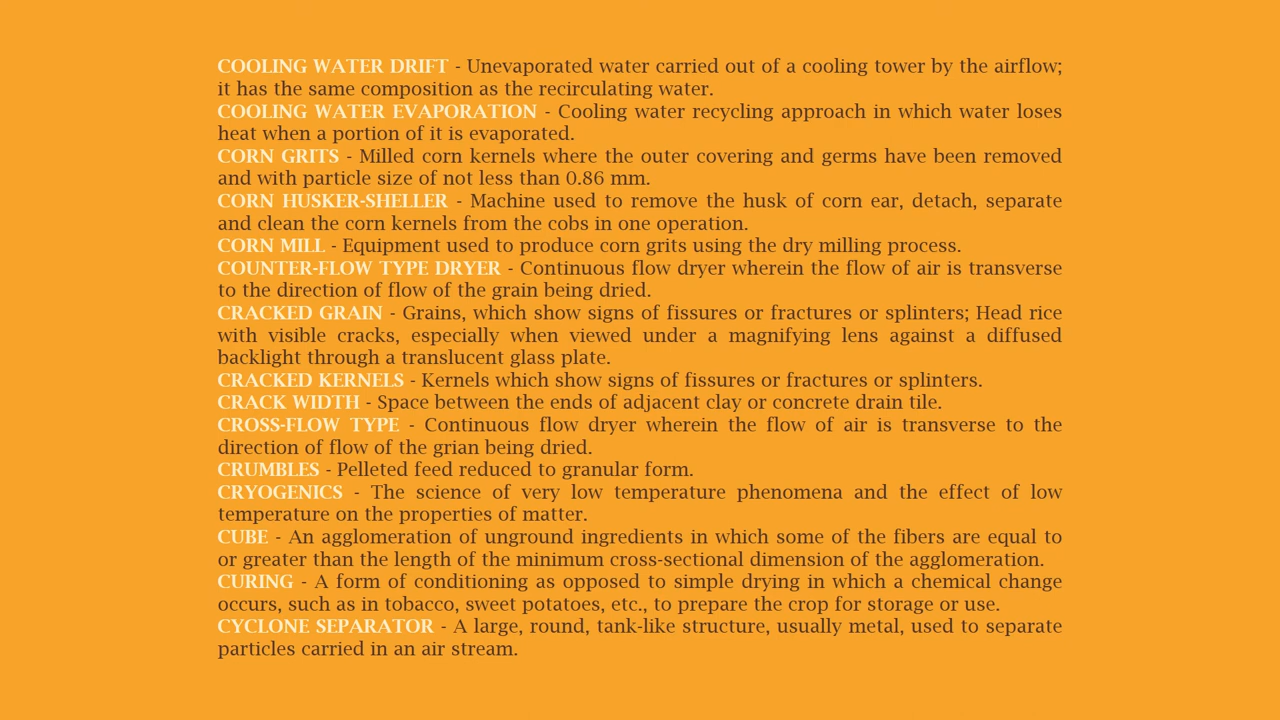 COOLING WATER DRIFT - Unevaporated water carried out of a cooling tower by the airflow;
it has the same composition as the recirculating water.
COOLING WATER EVAPORATION - Cooling water recycling approach in which water loses
heat when a portion of it is evaporated.
CORN GRITS - Milled corn kernels where the outer covering and germs have been removed
and with particle size of not less than 0.86 mm.
CORN HUSKER-SHELLER - Machine used to remove the husk of corn ear, detach, separate
and clean the corn kernels from the cobs in one operation.
CORN MILL - Equipment used to produce corn grits using the dry milling process.
COUNTER-FLOW TYPE DRYER - Continuous flow dryer wherein the flow of air is transverse
to the direction of flow of the grain being dried.
CRACKED GRAIN - Grains, which show signs of fissures or fractures or splinters; Head rice
with visible cracks, especially when viewed under a magnifying lens against a diffused
backlight through a translucent glass plate.
CRACKED KERNELS - Kernels which show signs of fissures or fractures or splinters.
CRACK WIDTH - Space between the ends of adjacent clay or concrete drain tile.
CROSS-FLOW TYPE - Continuous flow dryer wherein the flow of air is transverse to the
direction of flow of the grian being dried.
CRUMBLES - Pelleted feed reduced to granular form.
CRYOGENICS - The science of very low temperature phenomena and the effect of low
temperature on the properties of matter.
CUBE - An agglomeration of unground ingredients in which some of the fibers are equal to
or greater than the length of the minimum cross-sectional dimension of the agglomeration.
CURING - A form of conditioning as opposed to simple drying in which a chemical change
occurs, such as in tobacco, sweet potatoes, etc., to prepare the crop for storage or use.
CYCLONE SEPARATOR - A large, round, tank-like structure, usually metal, used to separate
particles carried in an air stream.